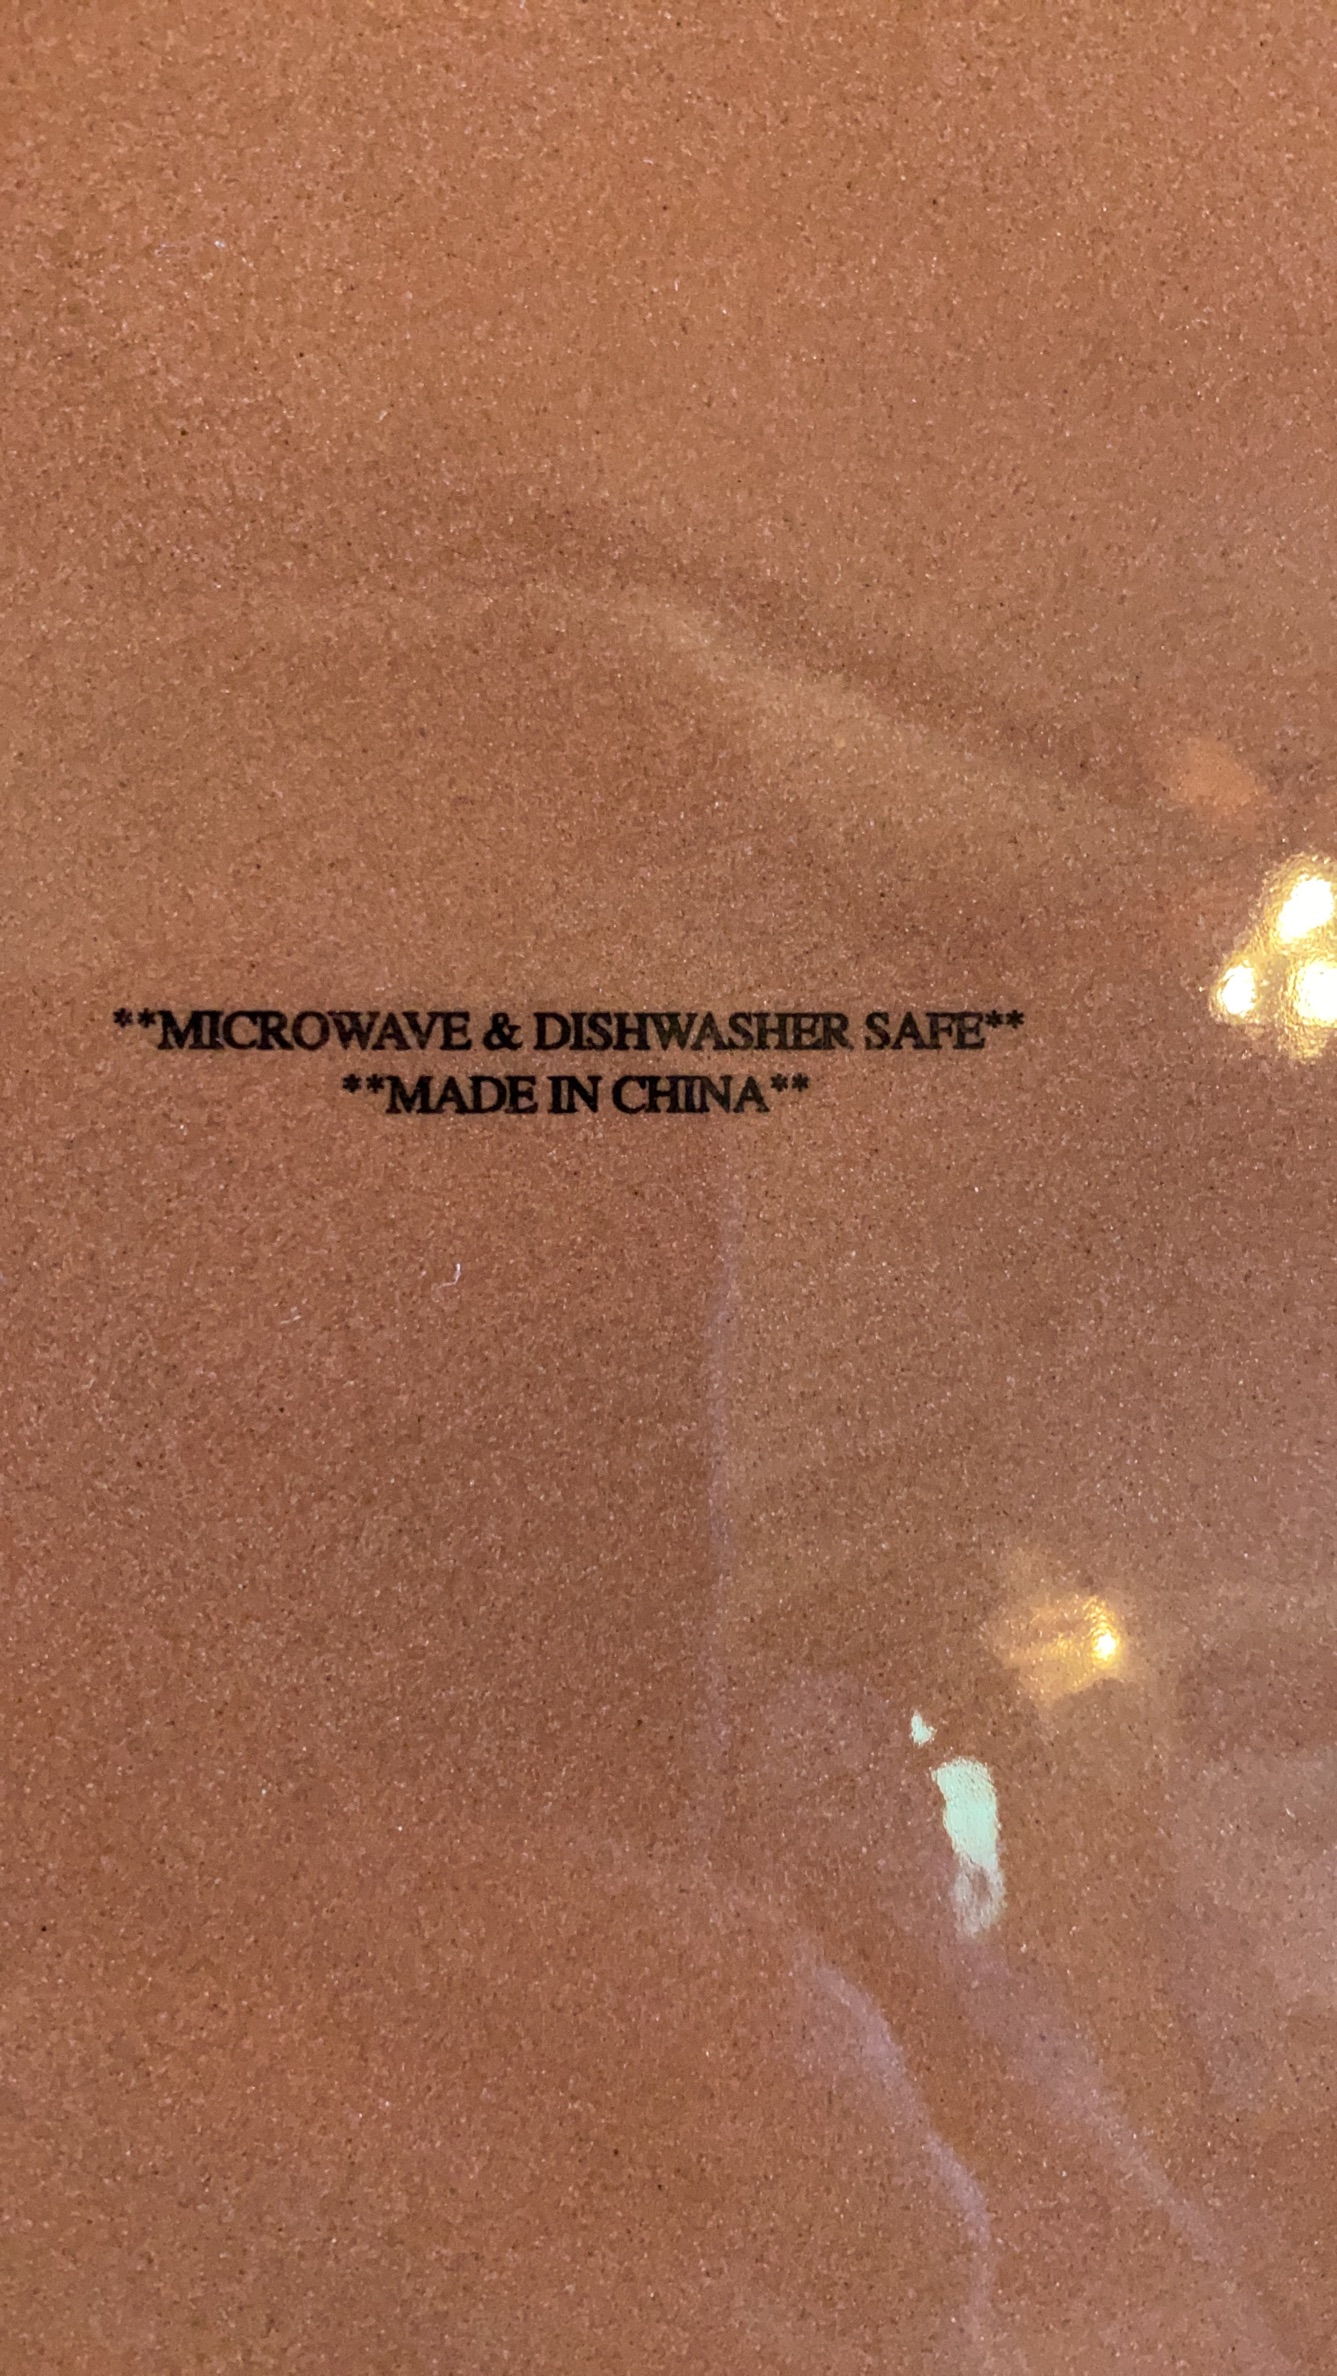 **MICROWAVE & DISHWASHER SAFE**
**MADE IN CHINA**